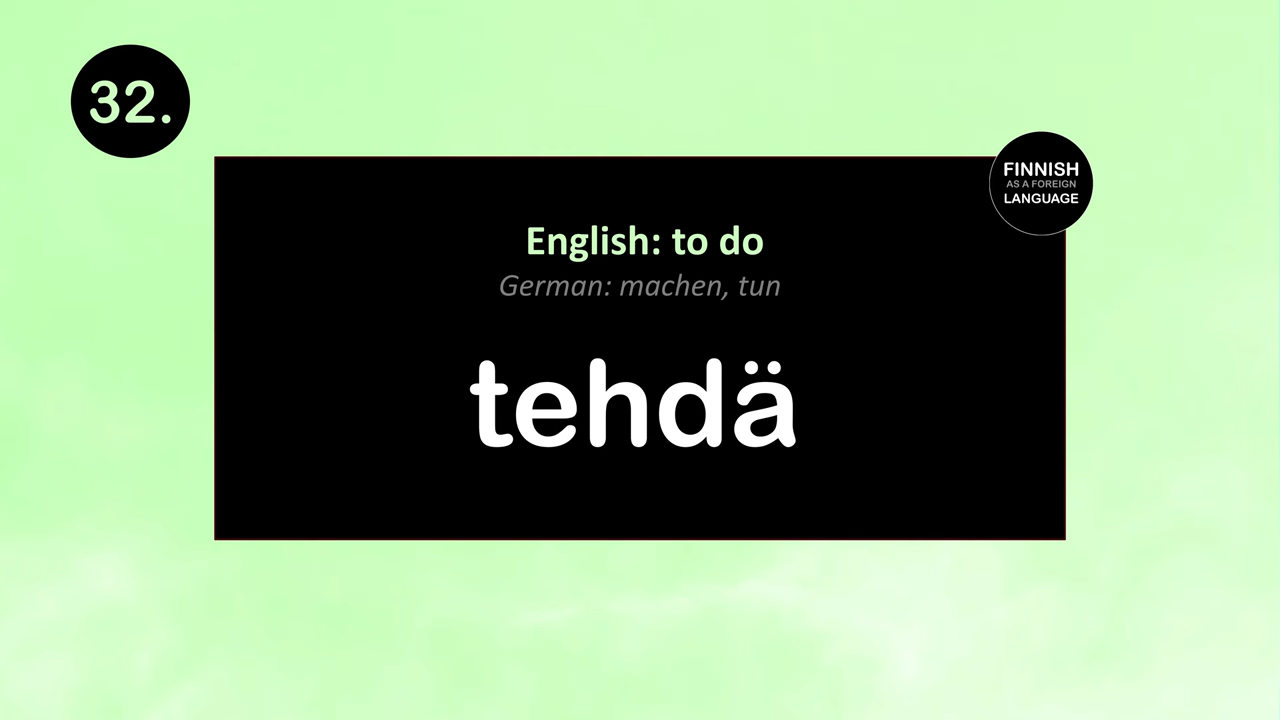 32.
FINNISH
AS A FOREIGN
LANGUAGE
English: to do
German: machen, tun
tehdä